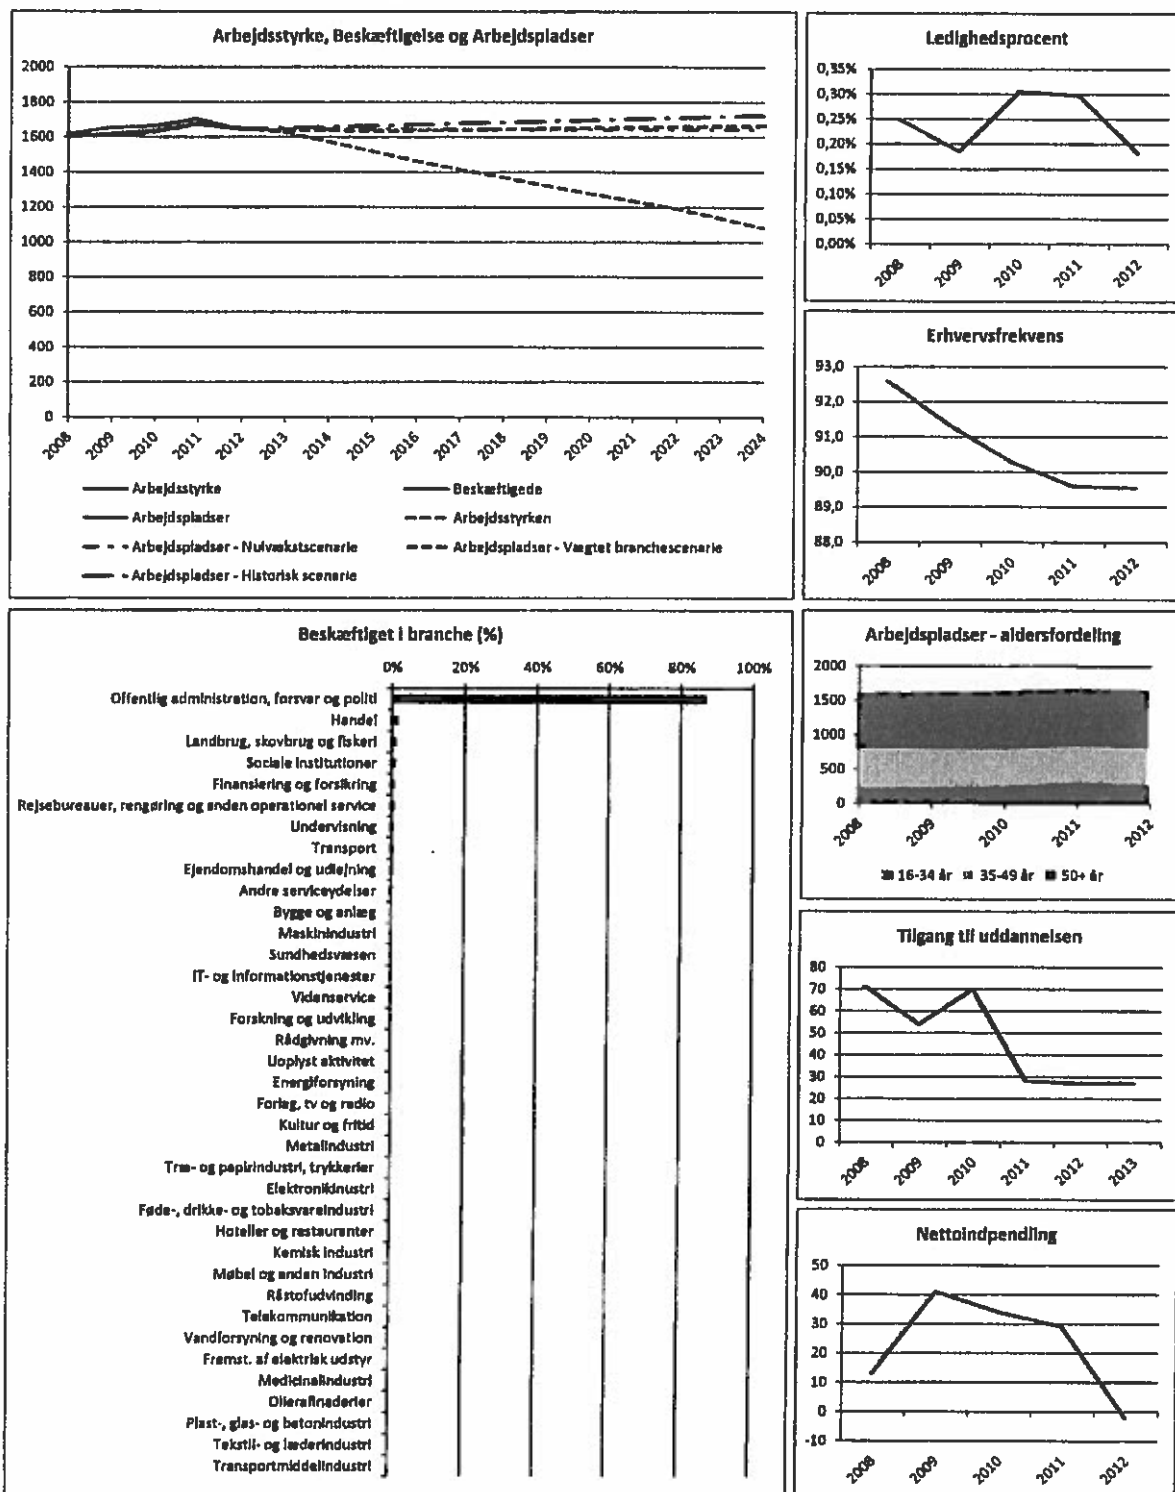 Arbejdsstyrke, Beskæftigelse og Arbejdspladser
2000
1800
1600
1400
1200
1000
800
600
400
200
0
2008 2009 2010 2011 2012 2013 2014 2015 2016 2017 2018 2019 2020 2021 2022 2023 2024
Arbejdsstyrke Beskæftigede
Arbejdspladser Arbejdsstyrken
Arbejdspladser - Nulvækstscenarie Arbejdspladser - Vægtet branchescenarie
Arbejdspladser - Historisk scenarie
Ledighedsprocent
0,35%
0,30%
0,25%
0,20%
0,15%
0,10%
0,05%
0,00%
2008 2009 2010 2011 2012
Erhvervsfrekvens
93,0
92,0
91,0
90,0
89,0
88,0
2008 2009 2010 2011 2012
Beskæftiget i branche (%)
0% 20% 40% 60% 80% 100%
Offentlig administration, forsvar og politi
Handel
Landbrug, skovbrug og fiskeri
Sociale institutioner
Finansiering og forsikring
Rejsebureauer, rengøring og anden operationel service
Undervisning
Transport
Ejendomshandel og udlejning
Andre serviceydelser
Bygge og anlæg
Maskinindustri
Sundhedsvæsen
IT- og informationstjenester
Videnservice
Forskning og udvikling
Rådgivning mv.
Uoplyst aktivitet
Energiforsyning
Forlag, tv og radio
Kultur og fritid
Metalindustri
Træ- og papirindustri, trykkerier
Elektronikindustri
Føde-, drikke- og tobaksvareindustri
Hoteller og restauranter
Kemisk industri
Møbel og anden industri
Råstofudvinding
Telekommunikation
Vandforsyning og renovation
Fremst. af elektrisk udstyr
Medicinalindustri
Olieraffinaderier
Plast-, glas- og betonindustri
Tekstil- og læderindustri
Transportmiddelindustri
Arbejdspladser - aldersfordeling
2000
1500
1000
500
0
2008 2009 2010 2011 2012
16-34 år 35-49 år 50+ år
Tilgang til uddannelsen
80
70
60
50
40
30
20
10
0
2008 2009 2010 2011 2012 2013
Nettoindpendling
50
40
30
20
10
0
-10
2008 2009 2010 2011 2012